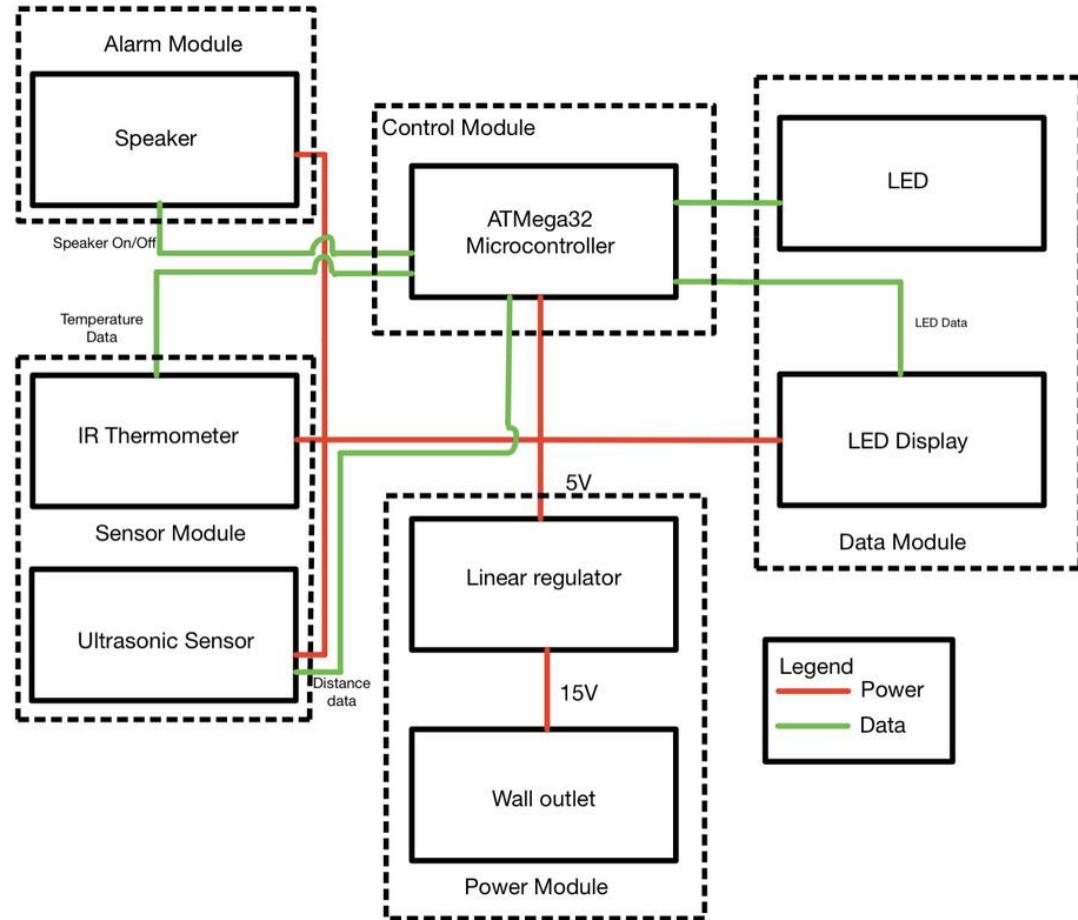 Alarm Module
Speaker
Speaker On/Off
Control Module
ATMega32
Microcontroller
LED
LED Data
LED Display
Data Module
Temperature
Data
IR Thermometer
Sensor Module
Ultrasonic Sensor
Distance
data
5V
Linear regulator
15V
Wall outlet
Power Module
Legend
Power
Data